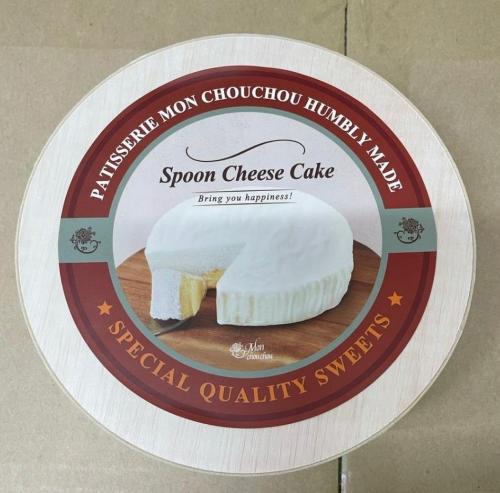 PATISSERIE MON CHOUCHOU HUMBLY MADE
Spoon Cheese Cake
Bring you happiness!
Mon
chouchou
SPECIAL QUALITY SWEETS